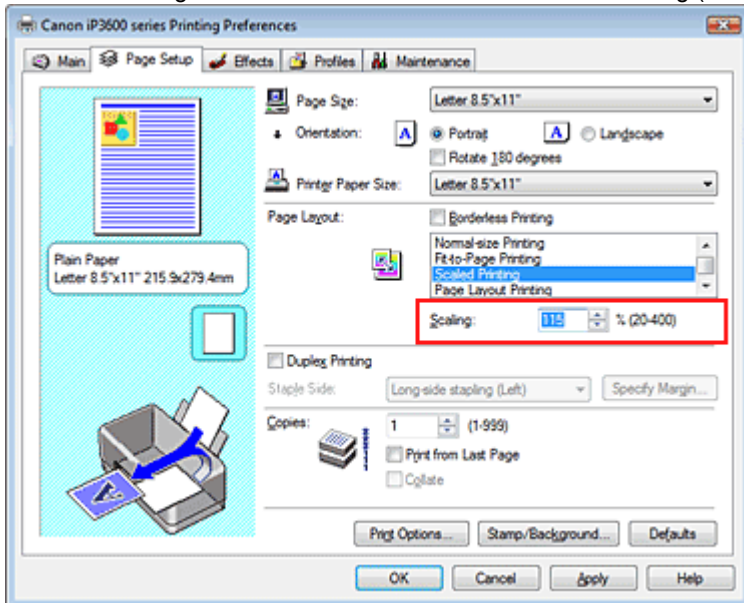 Canon iP3600 series Printing Preferences
Main Page Setup Effects Profiles Maintenance
Page Size: Letter 8.5"x11"
Orientation: A Portrait A Landscape
Rotate 180 degrees
Printer Paper Size: Letter 8.5"x11"
Page Layout: Borderless Printing
Normal-size Printing
Fit-to-Page Printing
Scaled Printing
Page Layout Printing
Plain Paper
Letter 8.5"x11" 215.9x279.4mm
Scaling: 115 % (20-400)
Duplex Printing
Staple Side: Long-side stapling (Left) Specify Margin...
Copies: 1 (1-999)
Print from Last Page
Collate
A
Print Options... Stamp/Background... Defaults
OK Cancel Apply Help